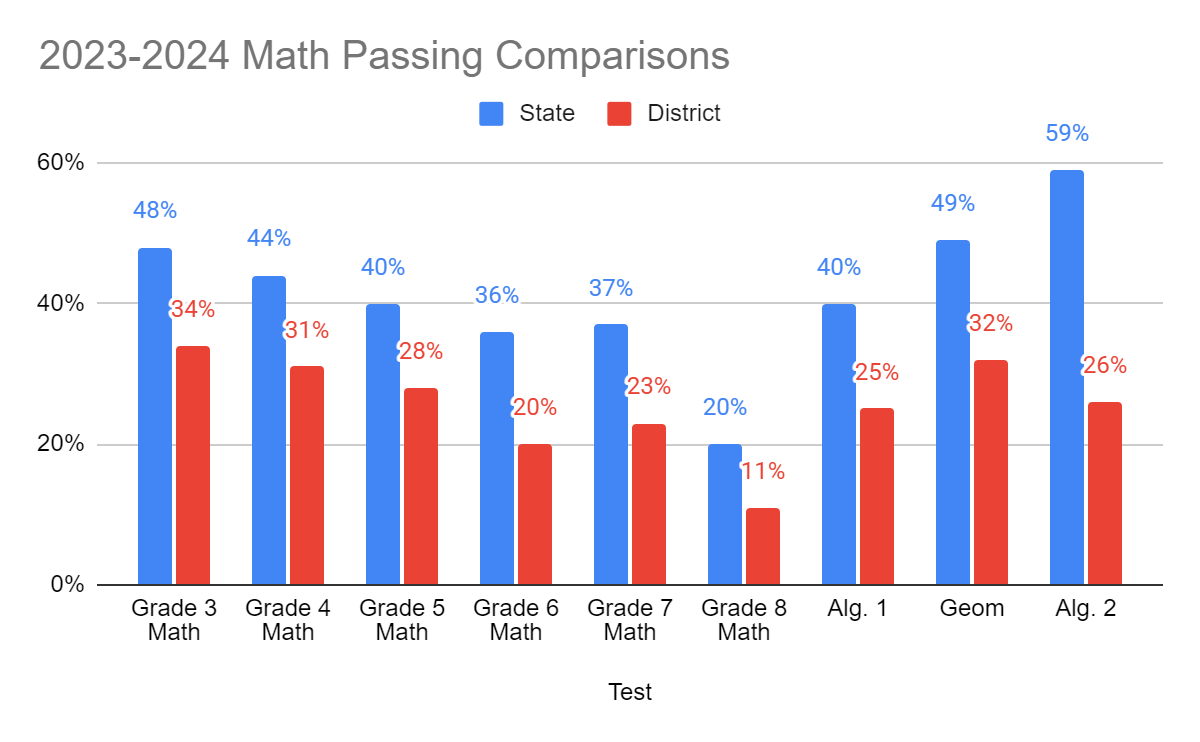 2023-2024 Math Passing Comparisons
State District
60%
40%
20%
0%
48%
34%
44%
31%
40%
28%
36%
20%
37%
23%
20%
11%
40%
25%
49%
32%
59%
26%
Grade 3
Math
Grade 4
Math
Grade 5
Math
Grade 6
Math
Grade 7
Math
Grade 8
Math
Alg. 1
Geom
Alg. 2
Test